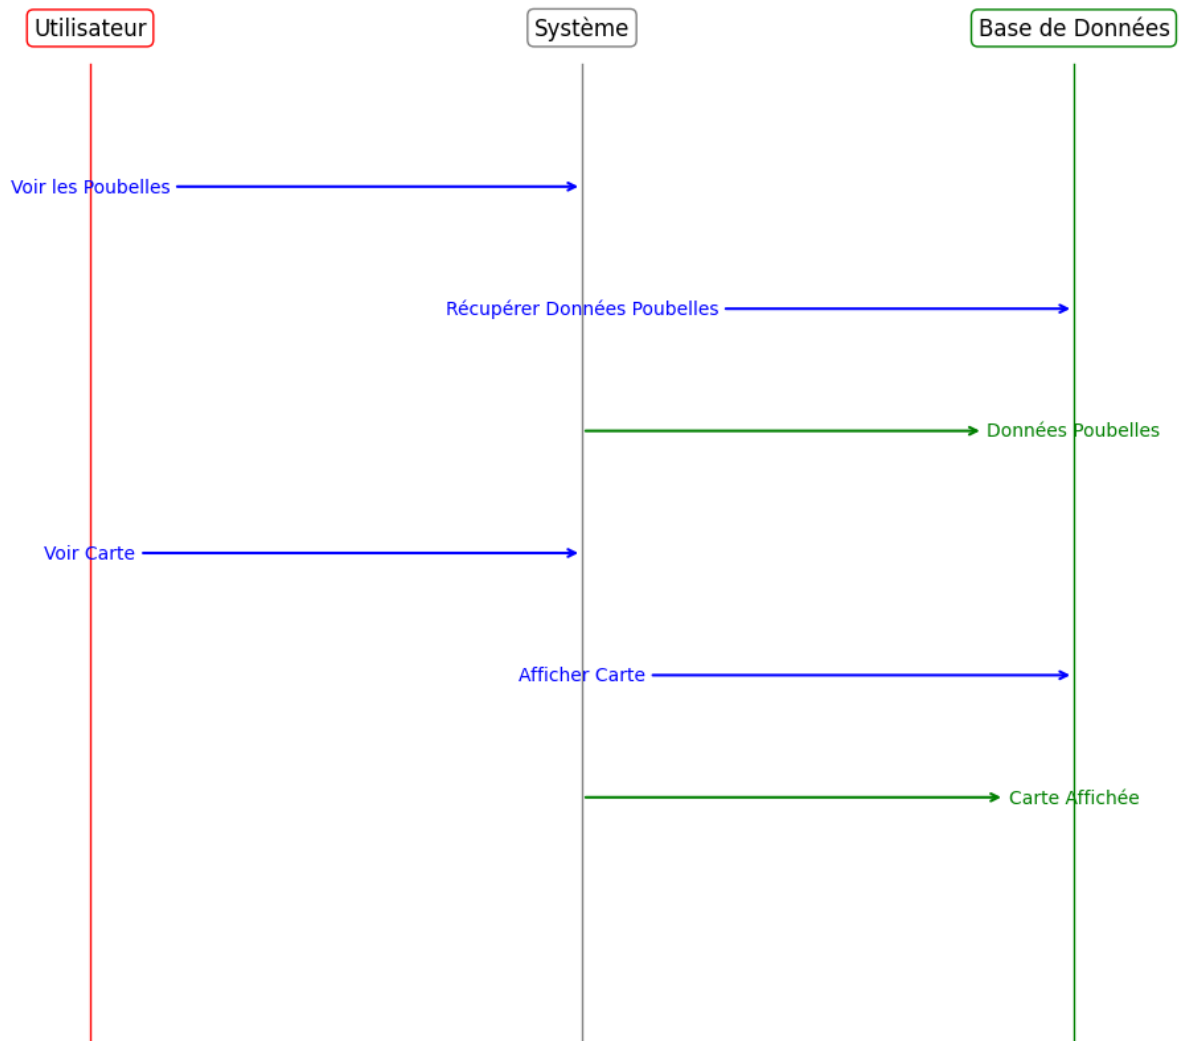 Utilisateur
Système
Base de Données
Voir les Poubelles
Récupérer Données Poubelles
Données Poubelles
Voir Carte
Afficher Carte
Carte Affichée